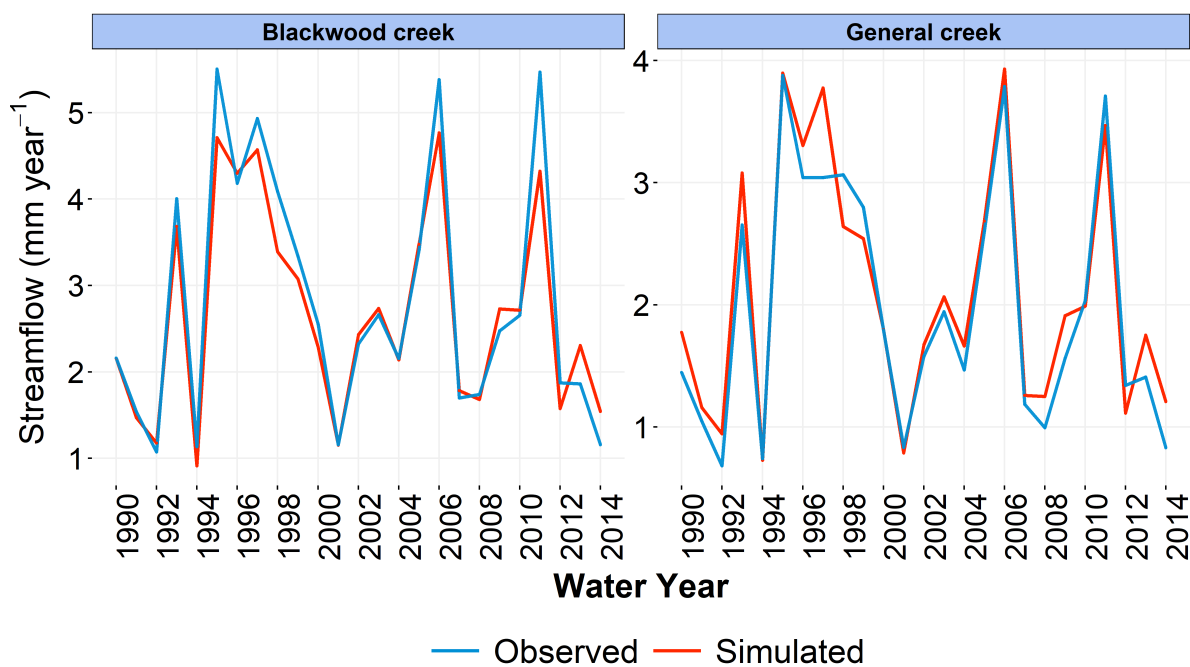 Blackwood creek
General creek
Streamflow (mm year⁻¹)
5
4
3
2
1
4
3
2
1
1990 1992 1994 1996 1998 2000 2002 2004 2006 2008 2010 2012 2014
1990 1992 1994 1996 1998 2000 2002 2004 2006 2008 2010 2012 2014
Water Year
Observed Simulated